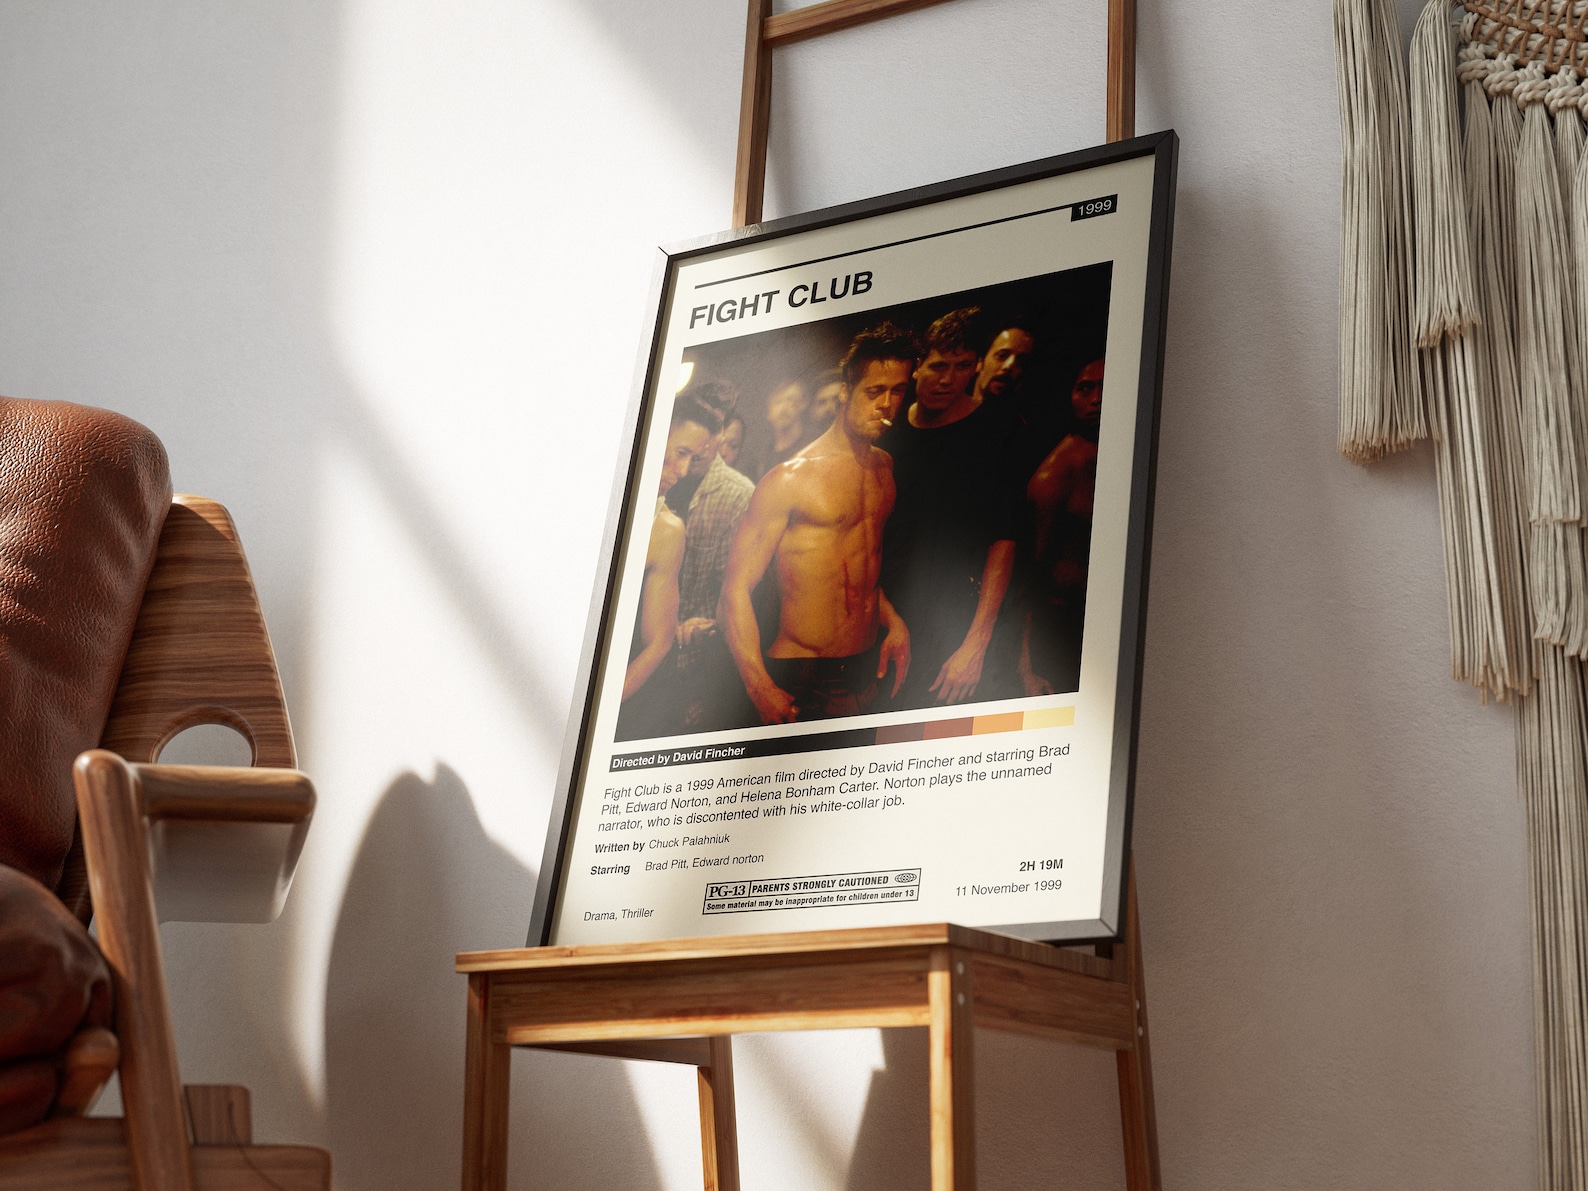 1999
FIGHT CLUB
Directed by David Fincher
Fight Club is a 1999 American film directed by David Fincher and starring Brad
Pitt, Edward Norton, and Helena Bonham Carter. Norton plays the unnamed
narrator, who is discontented with his white-collar job.
Written by Chuck Palahniuk
Starring Brad Pitt, Edward norton
2H 19M
11 November 1999
PG-13 PARENTS STRONGLY CAUTIONED
Some material may be inappropriate for children under 13
Drama, Thriller